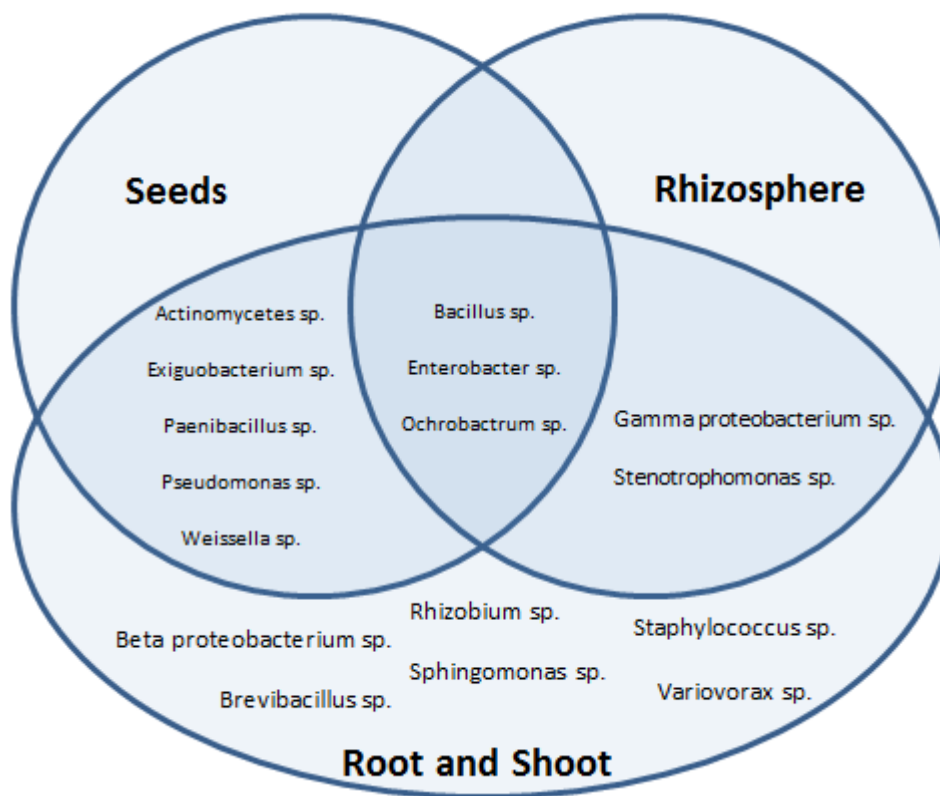 Seeds
Rhizosphere
Actinomycetes sp.
Exiguobacterium sp.
Paenibacillus sp.
Pseudomonas sp.
Weissella sp.
Bacillus sp.
Enterobacter sp.
Ochrobactrum sp.
Gamma proteobacterium sp.
Stenotrophomonas sp.
Beta proteobacterium sp.
Brevibacillus sp.
Rhizobium sp.
Sphingomonas sp.
Staphylococcus sp.
Variovorax sp.
Root and Shoot